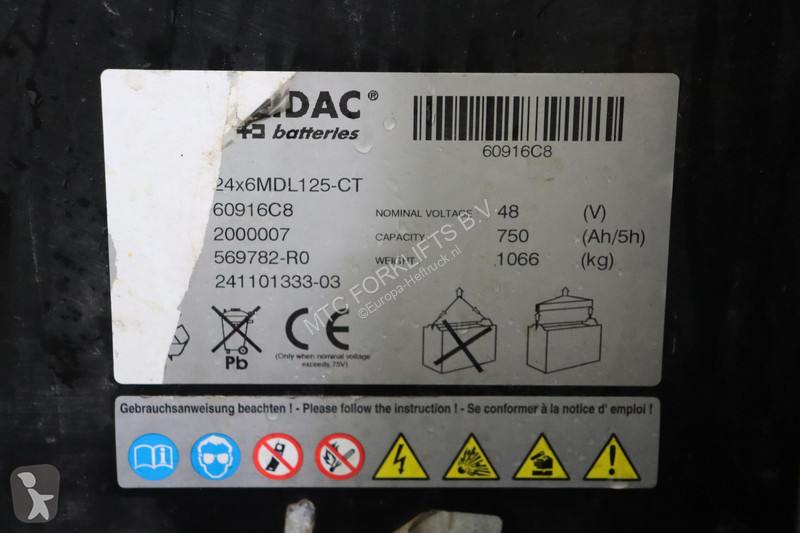 DAC®
batteries
60916C8
24x6MDL125-CT
60916C8 NOMINAL VOLTAGE 48 (V)
2000007 CAPACITY 750 (Ah/5h)
569782-R0 WEIGHT 1066 (kg)
241101333-03
Pb
CE
(Only when nominal voltage
exceeds 75V)
MTC FORKLIFTS B.V.
©Europa-Heftruck.nl
Gebrauchsanweisung beachten ! - Please follow the instruction ! - Se conformer à la notice d' emploi !